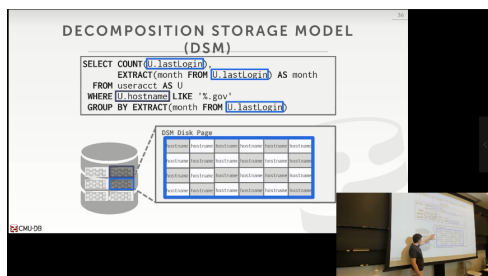 36
DECOMPOSITION STORAGE MODEL
(DSM)
SELECT COUNT(U.lastLogin),
EXTRACT(month FROM U.lastLogin) AS month
FROM useracct AS U
WHERE U.hostname LIKE '%.gov'
GROUP BY EXTRACT(month FROM U.lastLogin)
DSM Disk Page
hostname hostname hostname hostname hostname hostname
hostname hostname hostname hostname hostname hostname
hostname hostname hostname hostname hostname hostname
hostname hostname hostname hostname hostname hostname
CMU·DB